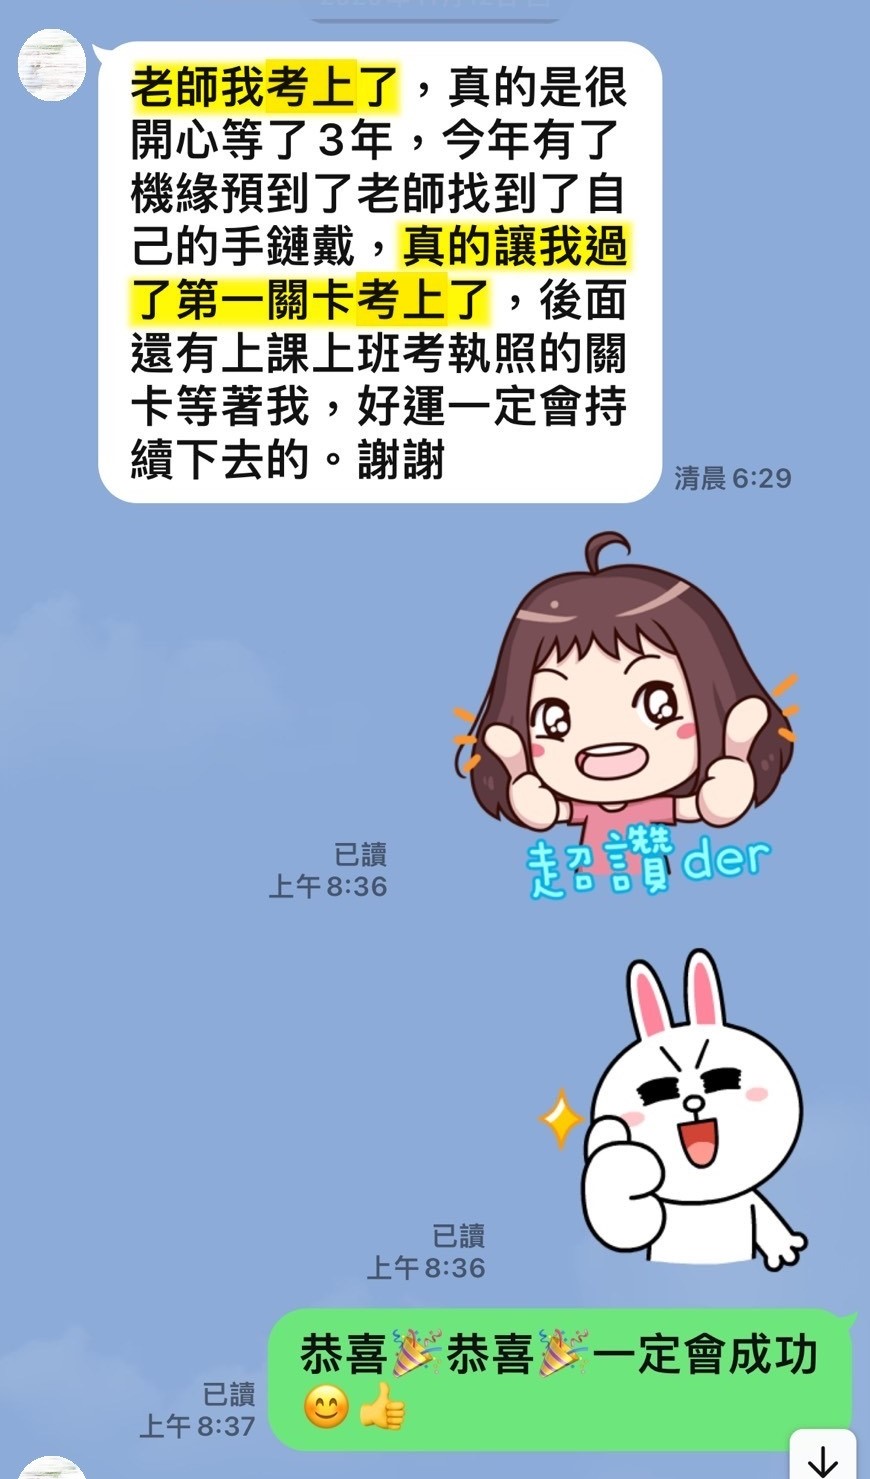 老師我考上了，真的是很
開心等了3年，今年有了
機緣預到了老師找到了自
己的手鏈戴，真的讓我過
了第一關卡考上了，後面
還有上課上班考執照的關
卡等著我，好運一定會持
續下去的。謝謝
清晨 6:29
超讚der
已讀
上午 8:36
已讀
上午 8:36
恭喜🎉恭喜🎉一定會成功
😊👍
已讀
上午 8:37